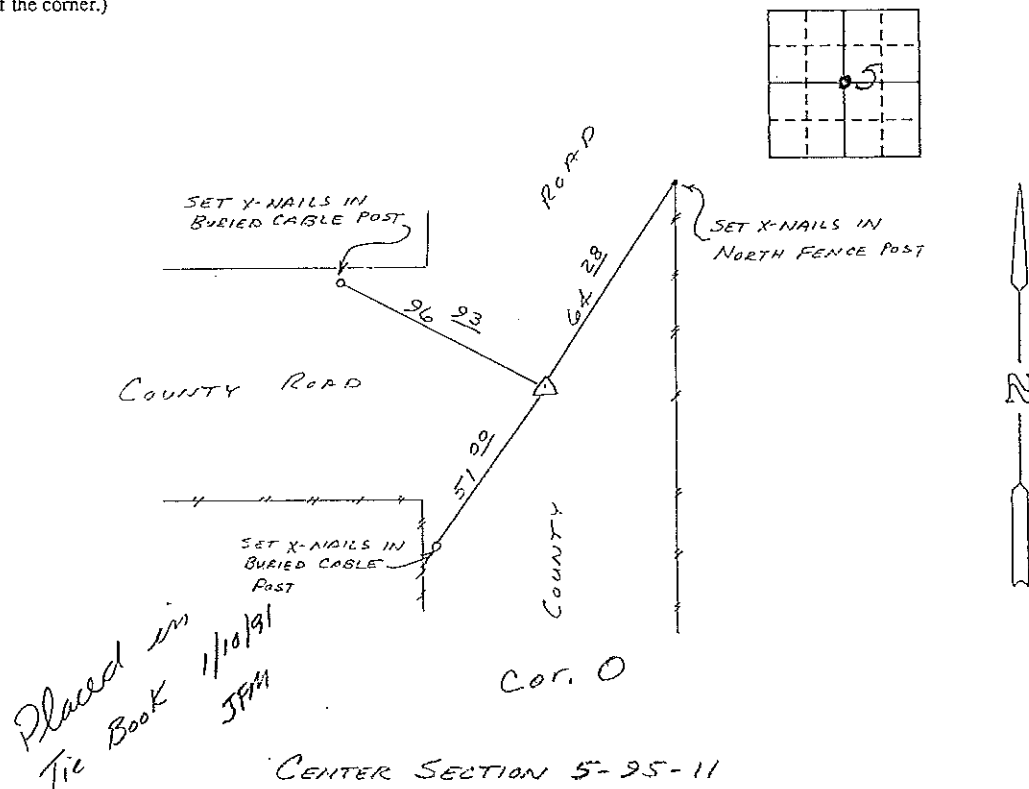 f the corner.)
5
ROAD
SET X-NAILS IN
BURIED CABLE POST
SET X-NAILS IN
NORTH FENCE POST
64 28
96 93
COUNTY ROAD
N
51 00
SET X-NAILS IN
BURIED CABLE
POST
COUNTY
Placed in
Tie Book 1/10/91
JFM
Cor. O
CENTER SECTION 5-95-11